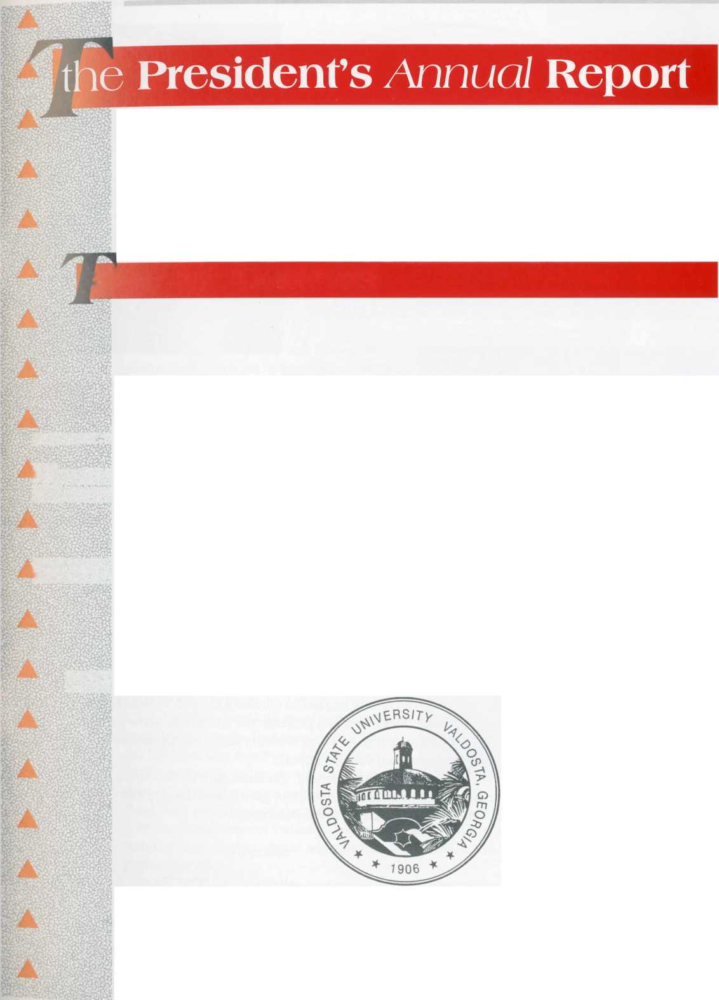 T
the President's Annual Report
T
VALDOSTA STATE UNIVERSITY VALDOSTA, GEORGIA
★ ★ 1906 ★ ★